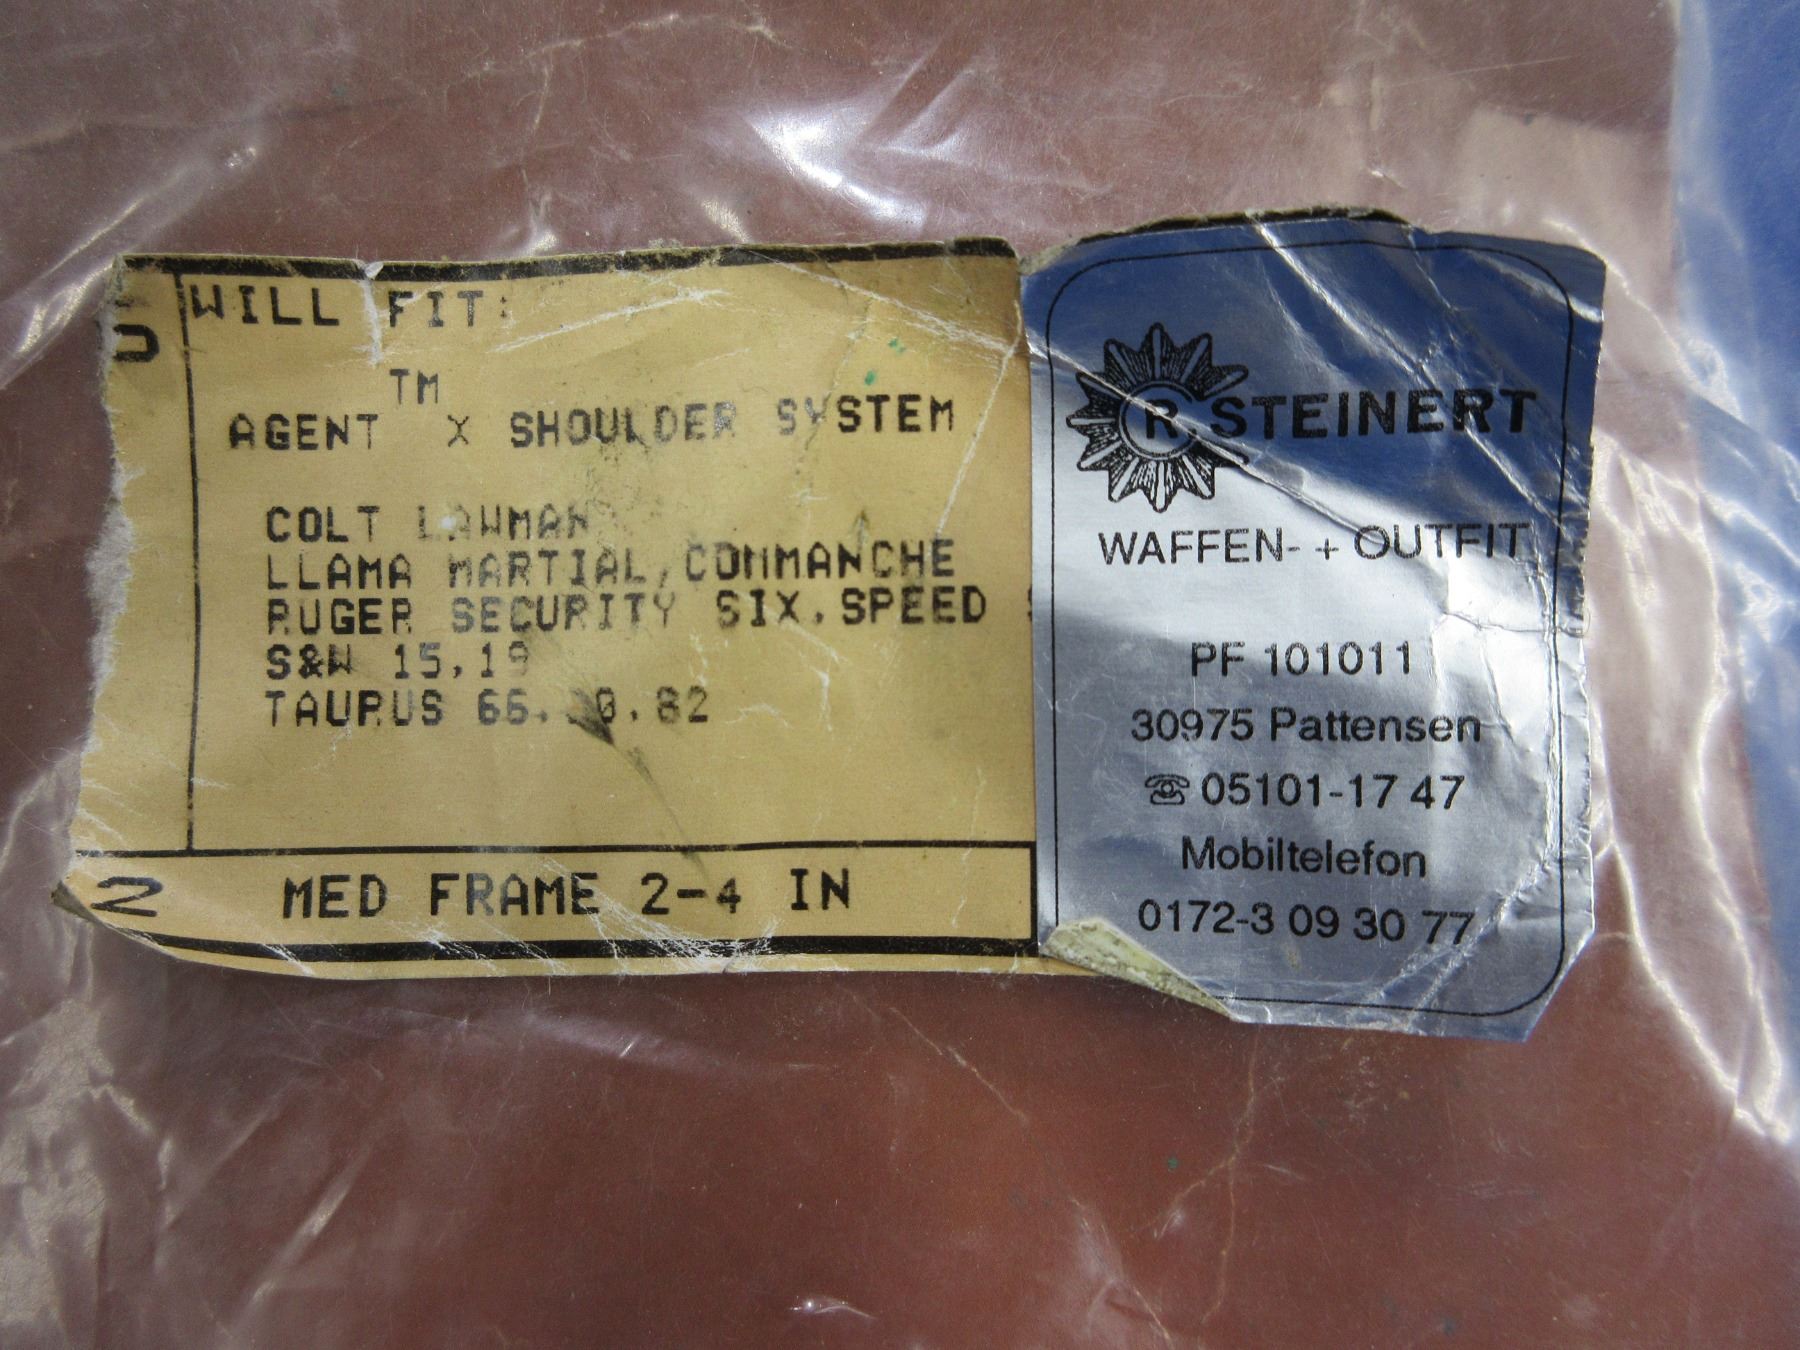 WILL FIT:
TM
AGENT X SHOULDER SYSTEM
COLT LAWMAN
LLAMA MARTIAL, COMMANCHE
RUGER SECURITY SIX, SPEED
S&W 15, 19
TAURUS 66, 82
2 MED FRAME 2-4 IN
R. STEINERT
WAFFEN- + OUTFIT
PF 101011
30975 Pattensen
☎ 05101-17 47
Mobiltelefon
0172-3 09 30 77